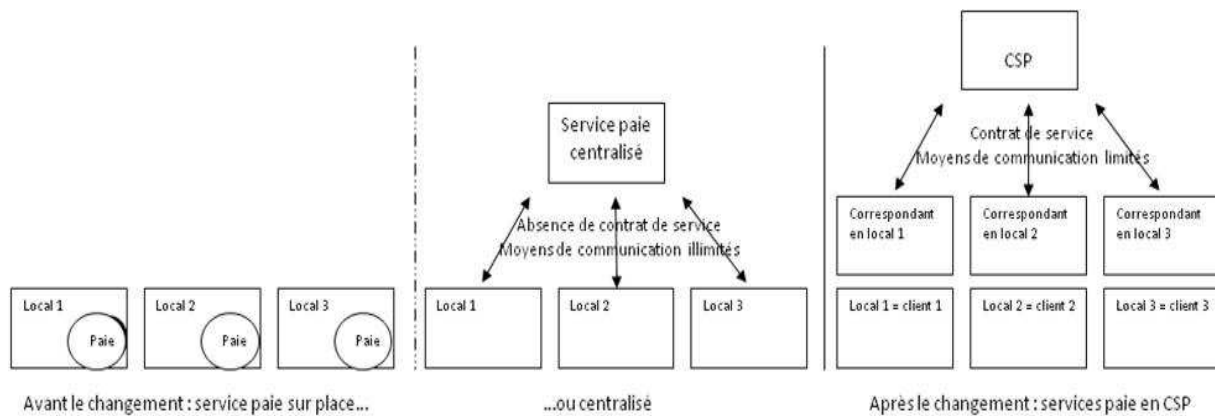 Local 1
Paie
Local 2
Paie
Local 3
Paie
Avant le changement : service paie sur place...
Service paie
centralisé
Absence de contrat de service
Moyens de communication illimités
Local 1
Local 2
Local 3
...ou centralisé
CSP
Contrat de service
Moyens de communication limités
Correspondant
en local 1
Correspondant
en local 2
Correspondant
en local 3
Local 1 = client 1
Local 2 = client 2
Local 3 = client 3
Après le changement : services paie en CSP